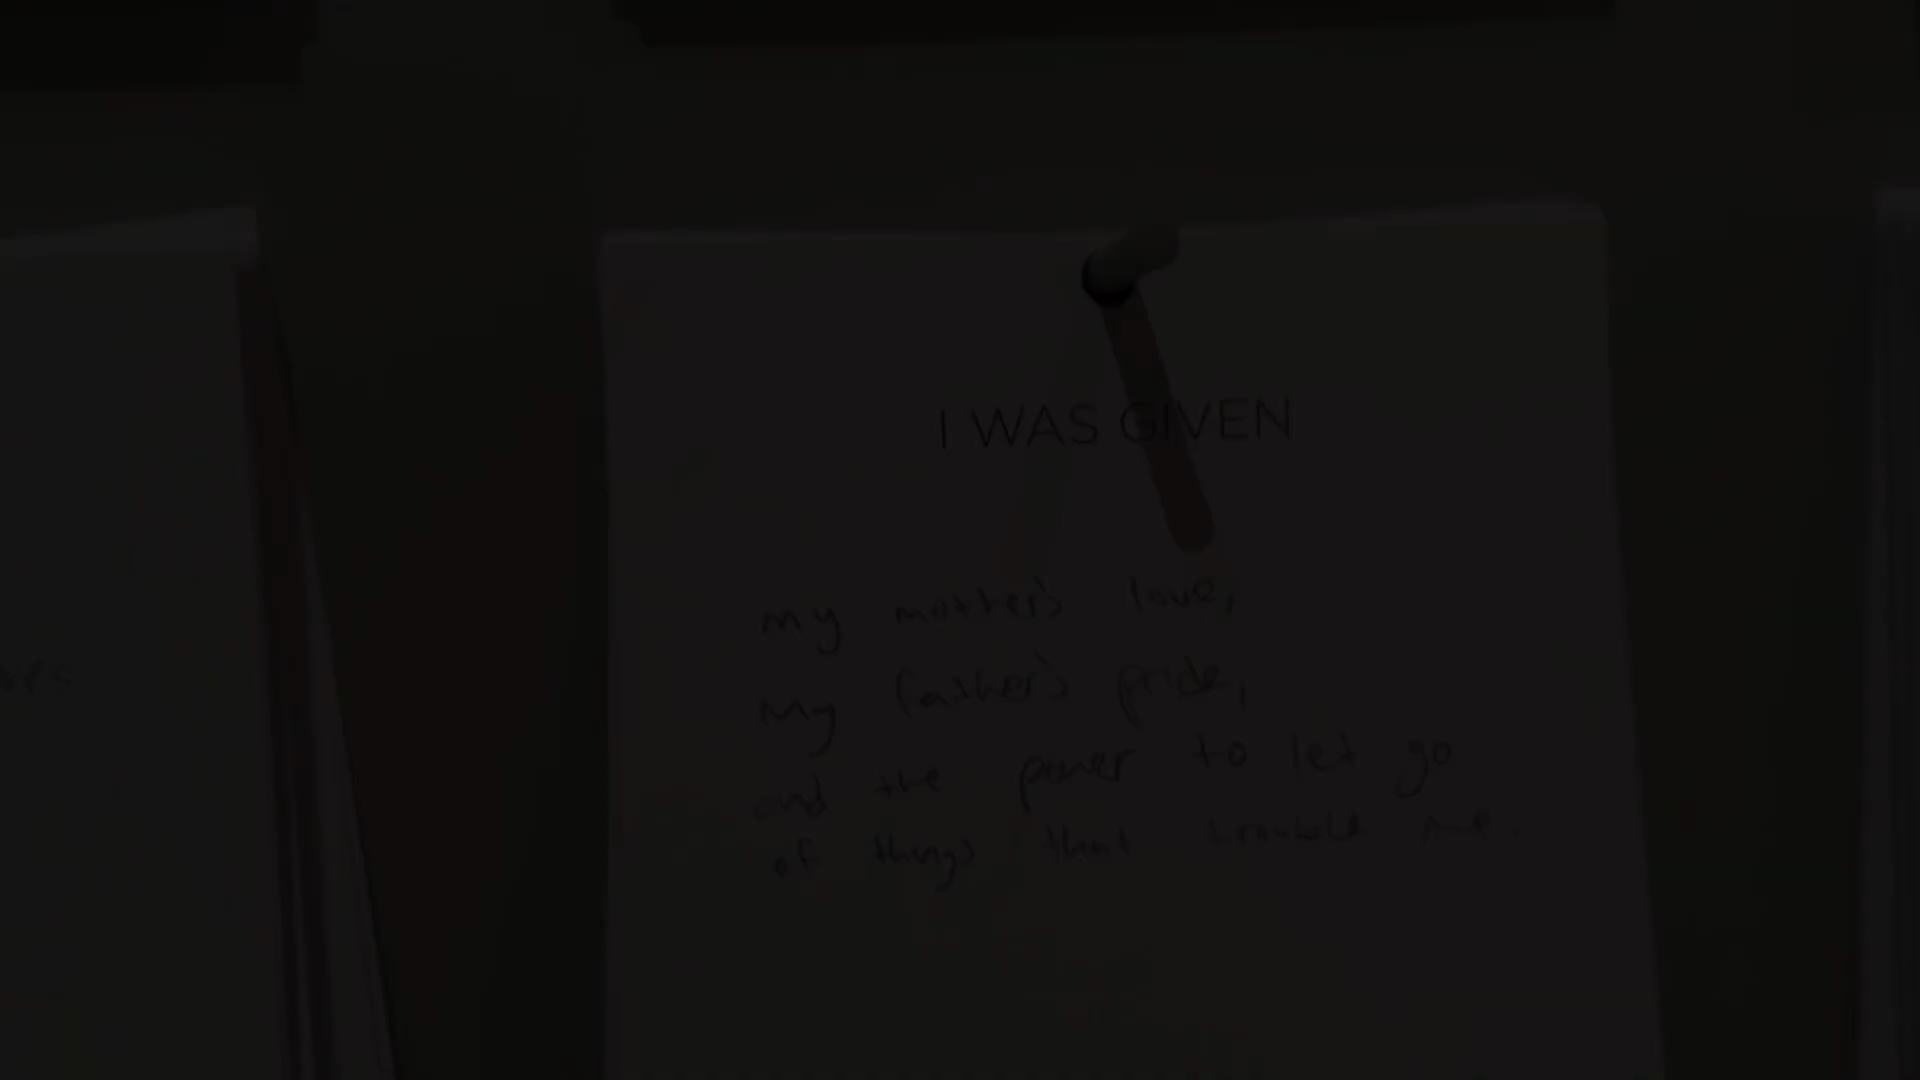 I WAS GIVEN
my mother's love,
my father's pride,
and the power to let go
of things that trouble me.